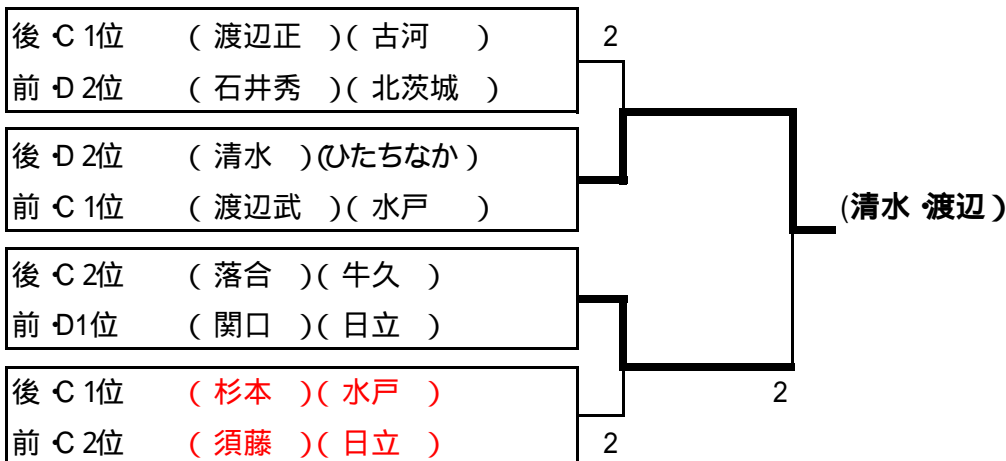 後・C 1位 ( 渡辺正 )( 古河 )
2
前・D 2位 ( 石井秀 )( 北茨城 )
後・D 2位 ( 清水 )(ひたちなか )
前・C 1位 ( 渡辺武 )( 水戸 )
(清水・渡辺 )
後・C 2位 ( 落合 )( 牛久 )
前・D1位 ( 関口 )( 日立 )
後・C 1位 ( 杉本 )( 水戸 )
2
前・C 2位 ( 須藤 )( 日立 )
2